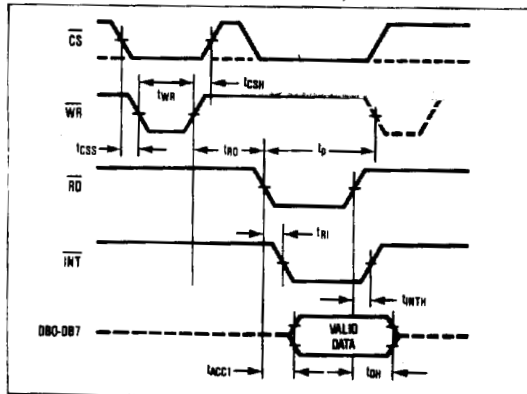 CS
tWR
tCSH
WR
tCSS
tRD
tP
RD
tRI
INT
tINTH
DB0-DB7
VALID
DATA
tACC1
tDH